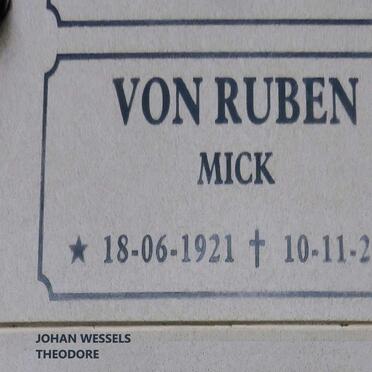 VON RUBEN
MICK
★ 18-06-1921 † 10-11-2
JOHAN WESSELS
THEODORE